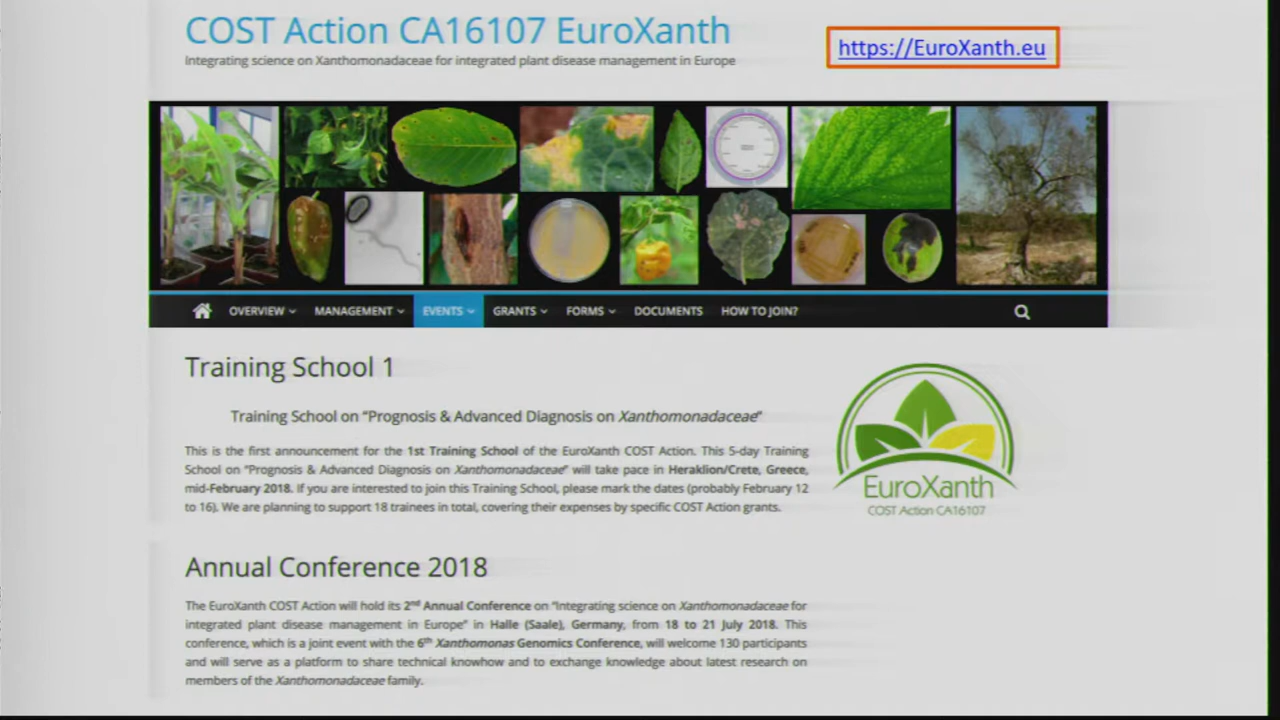 COST Action CA16107 EuroXanth
Integrating science on Xanthomonadaceae for integrated plant disease management in Europe
https://EuroXanth.eu
OVERVIEW MANAGEMENT EVENTS GRANTS FORMS DOCUMENTS HOW TO JOIN?
Training School 1
Training School on "Prognosis & Advanced Diagnosis on Xanthomonadaceae"
This is the first announcement for the 1st Training School of the EuroXanth COST Action. This 5-day Training
School on "Prognosis & Advanced Diagnosis on Xanthomonadaceae" will take pace in Heraklion/Crete, Greece,
mid-February 2018. If you are interested to join this Training School, please mark the dates (probably February 12
to 16). We are planning to support 18 trainees in total, covering their expenses by specific COST Action grants.
EuroXanth
COST Action CA16107
Annual Conference 2018
The EuroXanth COST Action will hold its 2nd Annual Conference on "Integrating science on Xanthomonadaceae for
integrated plant disease management in Europe" in Halle (Saale), Germany, from 18 to 21 July 2018. This
conference, which is a joint event with the 6th Xanthomonas Genomics Conference, will welcome 130 participants
and will serve as a platform to share technical knowhow and to exchange knowledge about latest research on
members of the Xanthomonadaceae family.